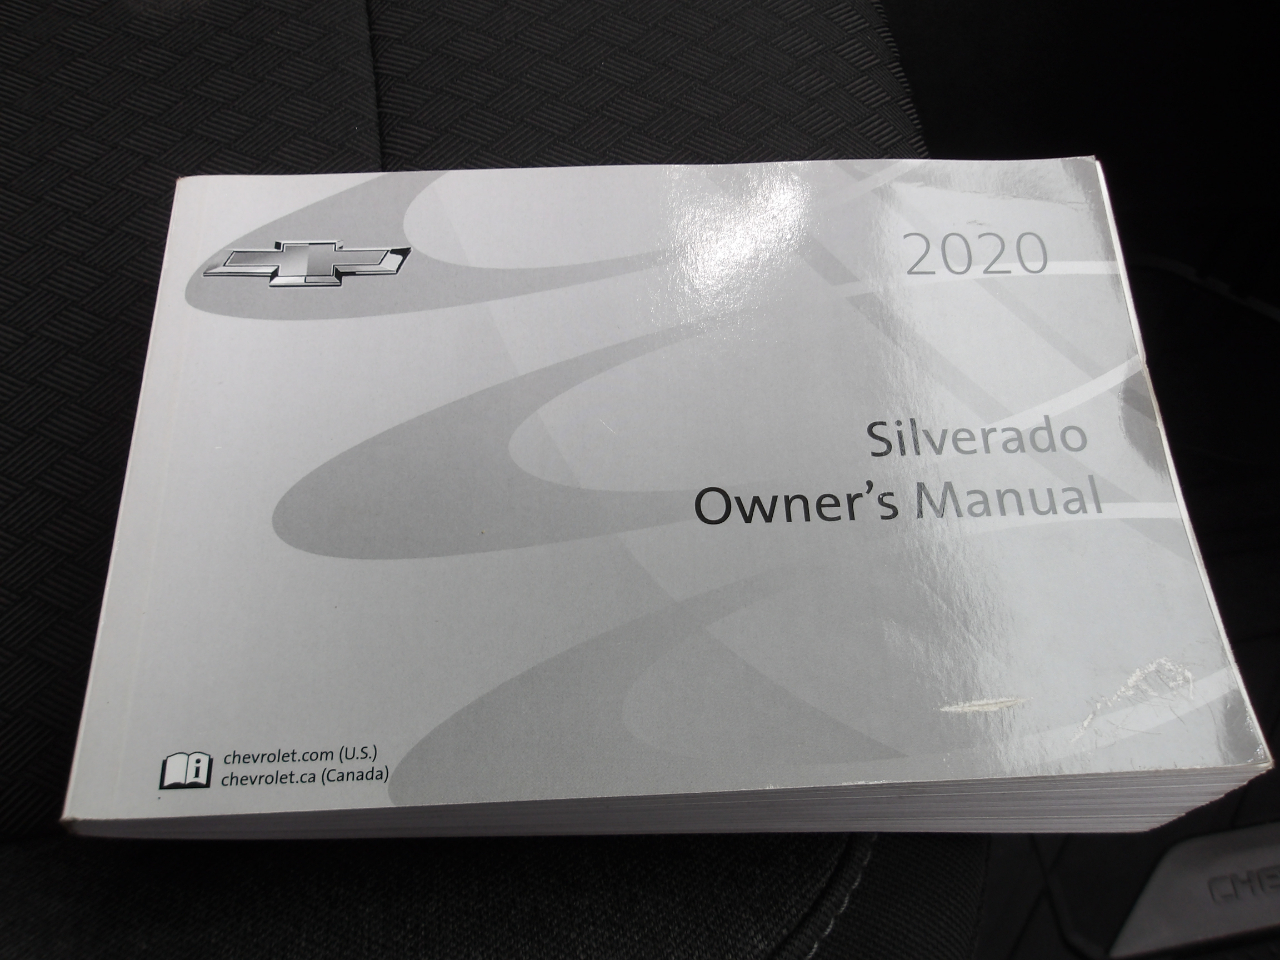 2020
Silverado
Owner's Manual
chevrolet.com (U.S.)
chevrolet.ca (Canada)